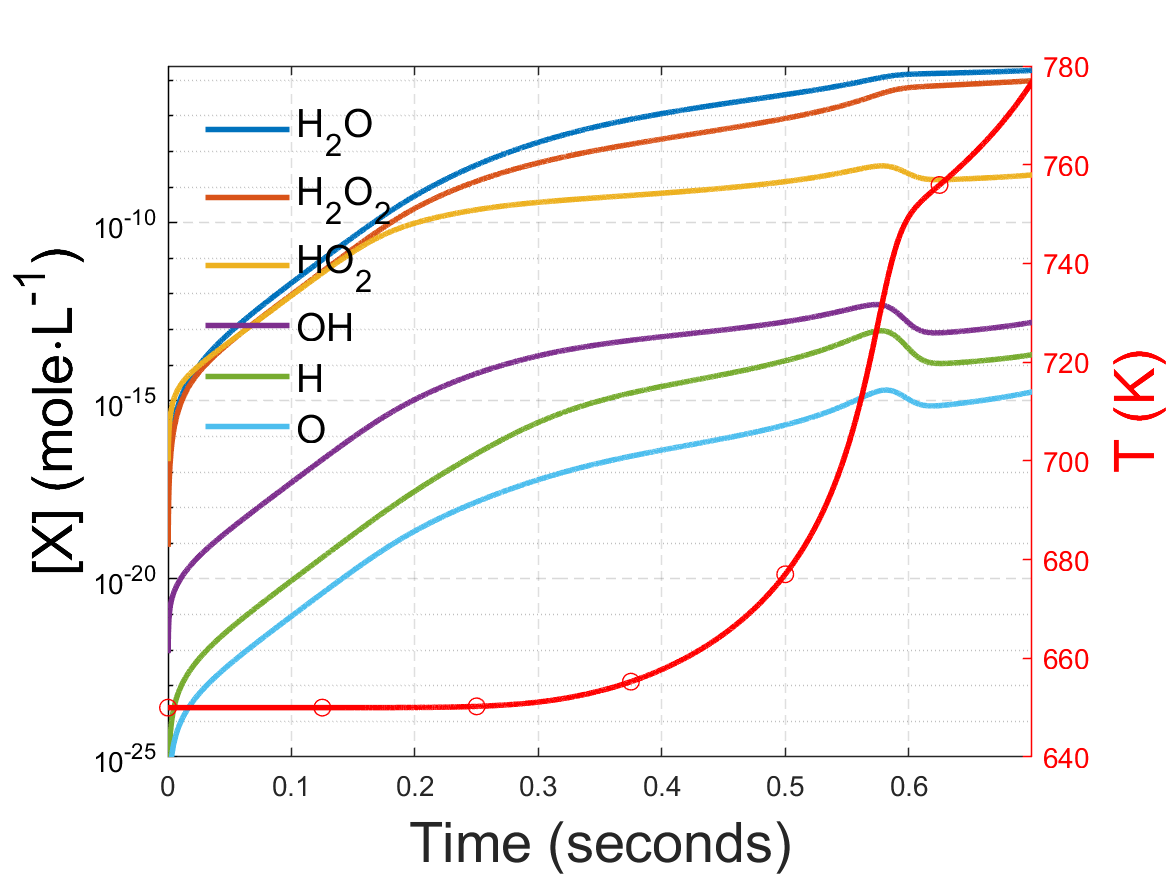 H₂O
H₂O₂
HO₂
OH
H
O
10⁻¹⁰
10⁻¹⁵
10⁻²⁰
10⁻²⁵
[X] (mole·L⁻¹)
0 0.1 0.2 0.3 0.4 0.5 0.6
Time (seconds)
780
760
740
720
700
680
660
640
T (K)